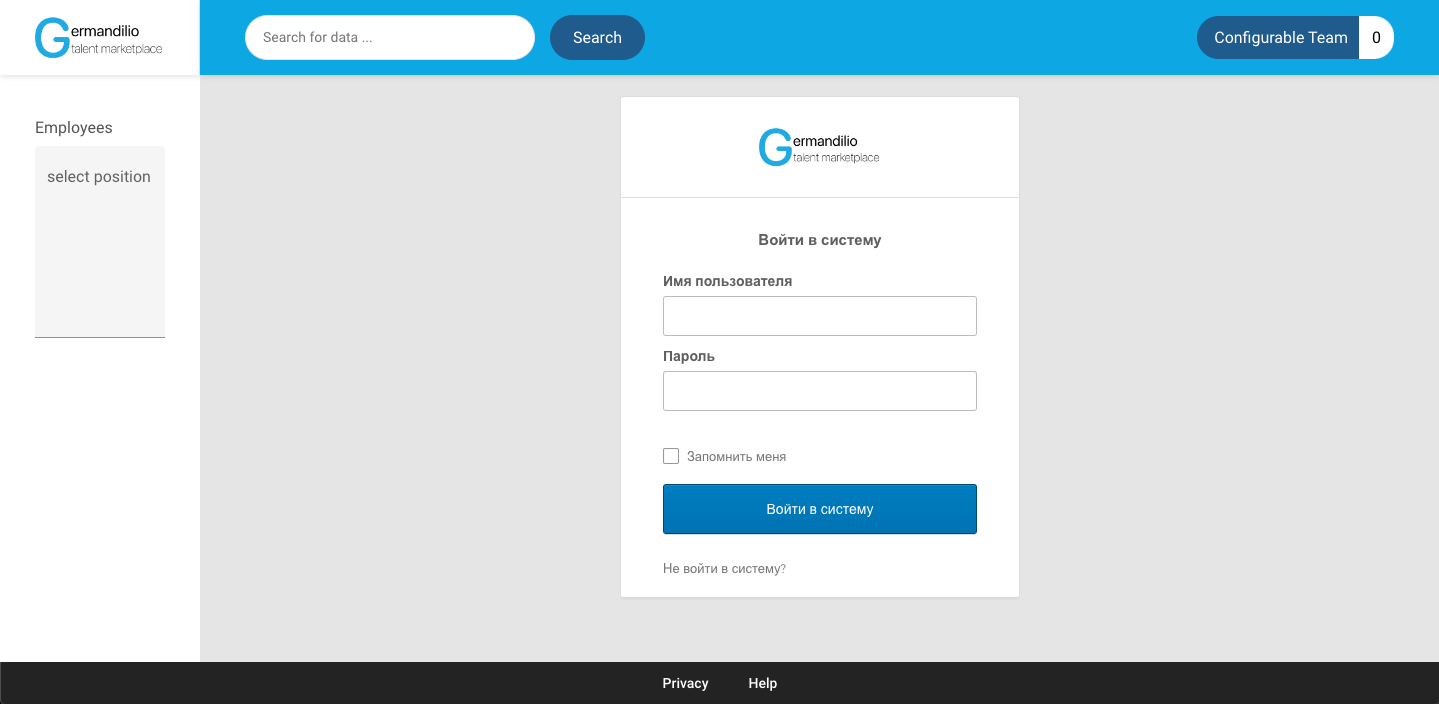 Germandilio
talent marketplace
Search for data ...
Search
Configurable Team
0
Employees
select position
Germandilio
talent marketplace
Войти в систему
Имя пользователя
Пароль
Запомнить меня
Войти в систему
Не войти в систему?
Privacy
Help